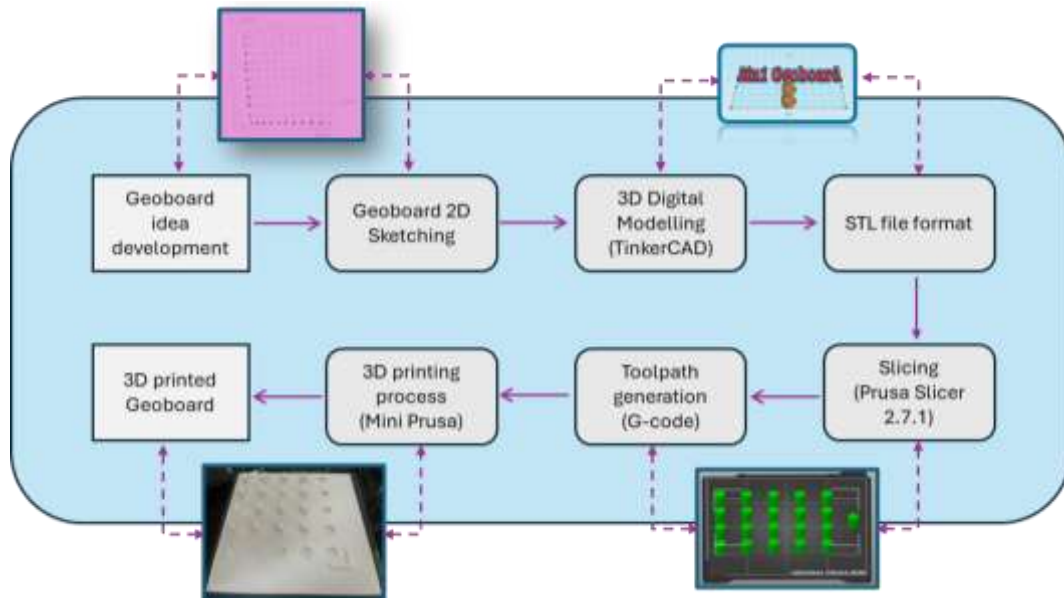 Mini Geoboard
Geoboard
idea
development
Geoboard 2D
Sketching
3D Digital
Modelling
(TinkerCAD)
STL file format
3D printed
Geoboard
3D printing
process
(Mini Prusa)
Toolpath
generation
(G-code)
Slicing
(Prusa Slicer
2.7.1)